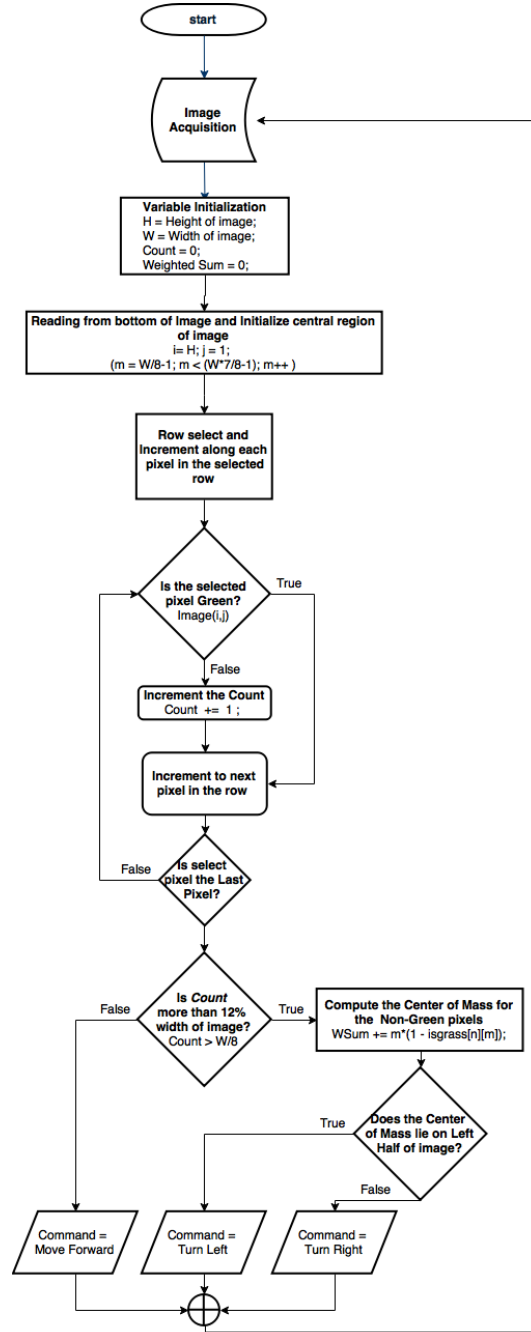 start
Image
Acquisition
Variable Initialization
H = Height of image;
W = Width of image;
Count = 0;
Weighted Sum = 0;
Reading from bottom of Image and Initialize central region
of image
i= H; j = 1;
(m = W/8-1; m < (W*7/8-1); m++ )
Row select and
Increment along each
pixel in the selected
row
Is the selected
pixel Green?
Image(i,j)
True
False
Increment the Count
Count += 1 ;
Increment to next
pixel in the row
Is select
pixel the Last
Pixel?
False
Is Count
more than 12%
width of image?
Count > W/8
False
True
Compute the Center of Mass for
the Non-Green pixels
WSum += m*(1 - isgrass[n][m]);
Does the Center
of Mass lie on Left
Half of image?
True
False
Command =
Move Forward
Command =
Turn Left
Command =
Turn Right